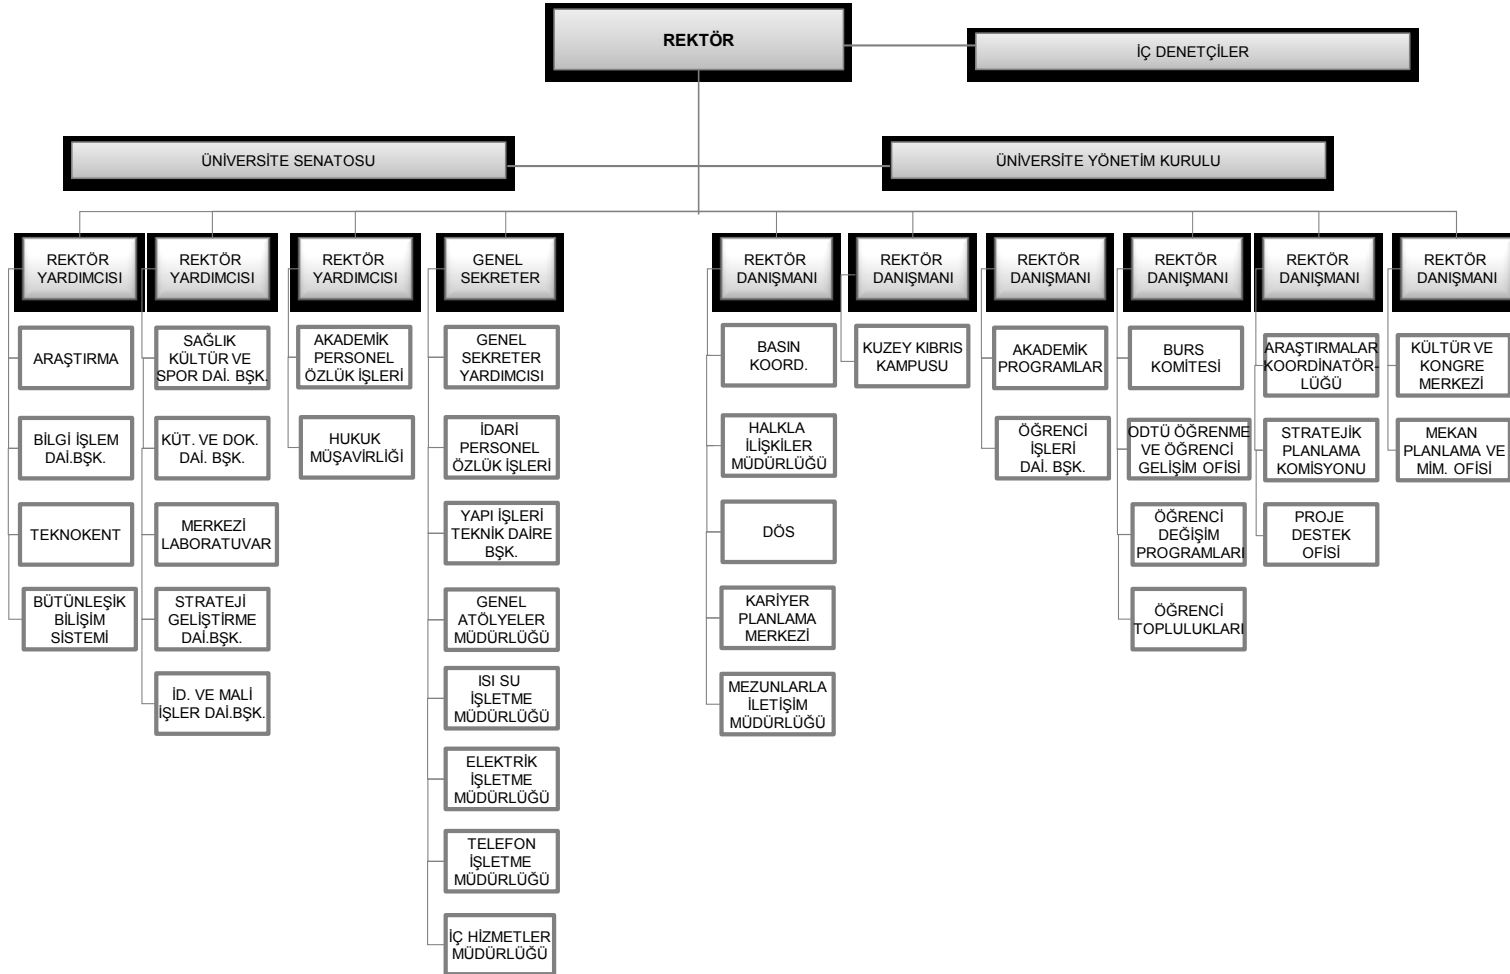 REKTÖR
İÇ DENETÇİLER
ÜNİVERSİTE SENATOSU
ÜNİVERSİTE YÖNETİM KURULU
REKTÖR
YARDIMCISI
ARAŞTIRMA
BİLGİ İŞLEM
DAİ.BŞK.
TEKNOKENT
BÜTÜNLEŞİK
BİLİŞİM
SİSTEMİ
REKTÖR
YARDIMCISI
SAĞLIK
KÜLTÜR VE
SPOR DAİ. BŞK.
KÜT. VE DOK.
DAİ. BŞK.
MERKEZİ
LABORATUVAR
STRATEJİ
GELİŞTİRME
DAİ.BŞK.
İD. VE MALİ
İŞLER DAİ.BŞK.
REKTÖR
YARDIMCISI
AKADEMİK
PERSONEL
ÖZLÜK İŞLERİ
HUKUK
MÜŞAVİRLİĞİ
GENEL
SEKRETER
GENEL
SEKRETER
YARDIMCISI
İDARİ
PERSONEL
ÖZLÜK İŞLERİ
YAPI İŞLERİ
TEKNİK DAİRE
BŞK.
GENEL
ATÖLYELER
MÜDÜRLÜĞÜ
ISI SU
İŞLETME
MÜDÜRLÜĞÜ
ELEKTRİK
İŞLETME
MÜDÜRLÜĞÜ
TELEFON
İŞLETME
MÜDÜRLÜĞÜ
İÇ HİZMETLER
MÜDÜRLÜĞÜ
REKTÖR
DANIŞMANI
BASIN
KOORD.
HALKLA
İLİŞKİLER
MÜDÜRLÜĞÜ
DÖS
KARİYER
PLANLAMA
MERKEZİ
MEZUNLARLA
İLETİŞİM
MÜDÜRLÜĞÜ
REKTÖR
DANIŞMANI
KUZEY KIBRIS
KAMPUSU
REKTÖR
DANIŞMANI
AKADEMİK
PROGRAMLAR
ÖĞRENCİ
İŞLERİ
DAİ. BŞK.
REKTÖR
DANIŞMANI
BURS
KOMİTESİ
ODTÜ ÖĞRENME
VE ÖĞRENCİ
GELİŞİM OFİSİ
ÖĞRENCİ
DEĞİŞİM
PROGRAMLARI
ÖĞRENCİ
TOPLULUKLARI
REKTÖR
DANIŞMANI
ARAŞTIRMALAR
KOORDİNATÖR-
LÜĞÜ
STRATEJİK
PLANLAMA
KOMİSYONU
PROJE
DESTEK
OFİSİ
REKTÖR
DANIŞMANI
KÜLTÜR VE
KONGRE
MERKEZİ
MEKAN
PLANLAMA VE
MİM. OFİSİ